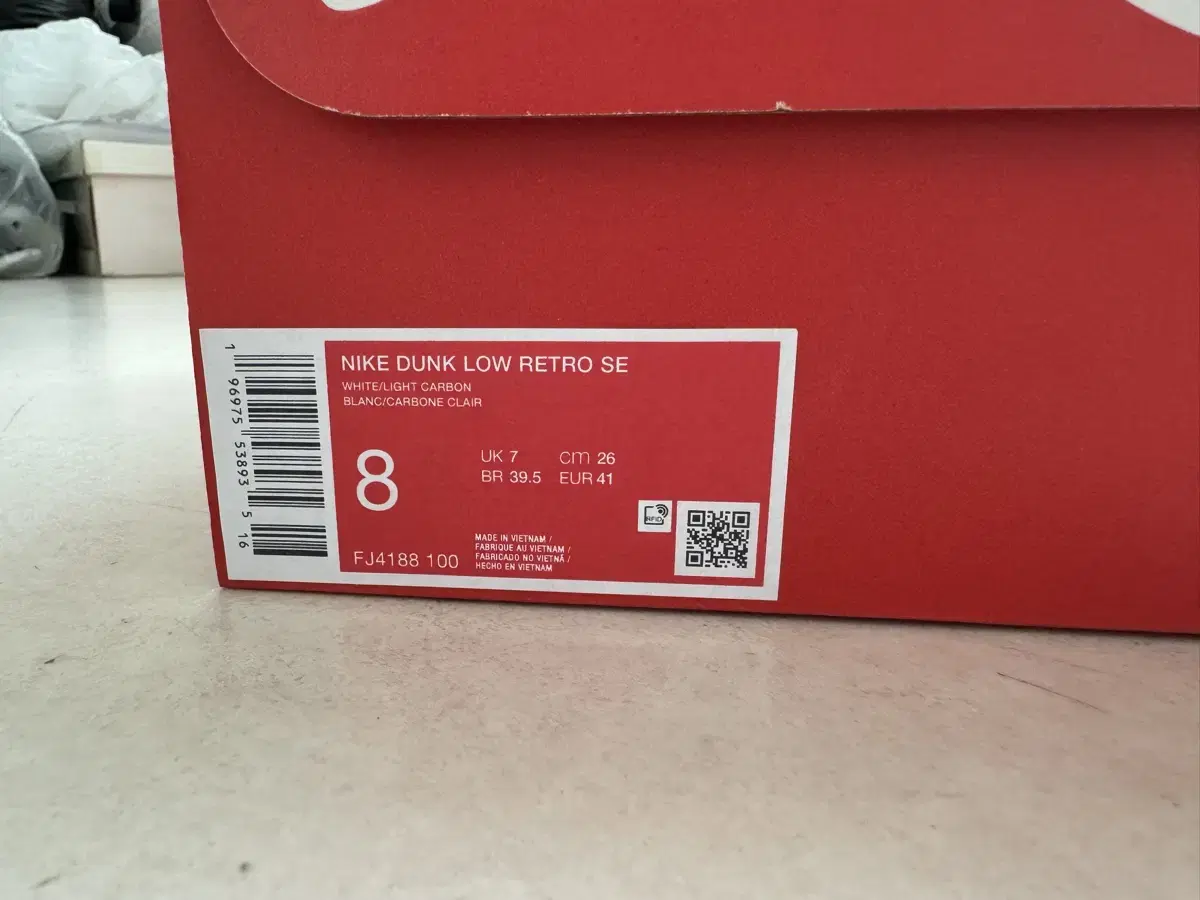 NIKE DUNK LOW RETRO SE
WHITE/LIGHT CARBON
BLANC/CARBONE CLAIR
8
UK 7 cm 26
BR 39.5 EUR 41
FJ4188 100
MADE IN VIETNAM /
FABRIQUE AU VIETNAM /
FABRICADO NO VIETNÃ /
HECHO EN VIETNAM
RFID
1 96975 53893 5 16